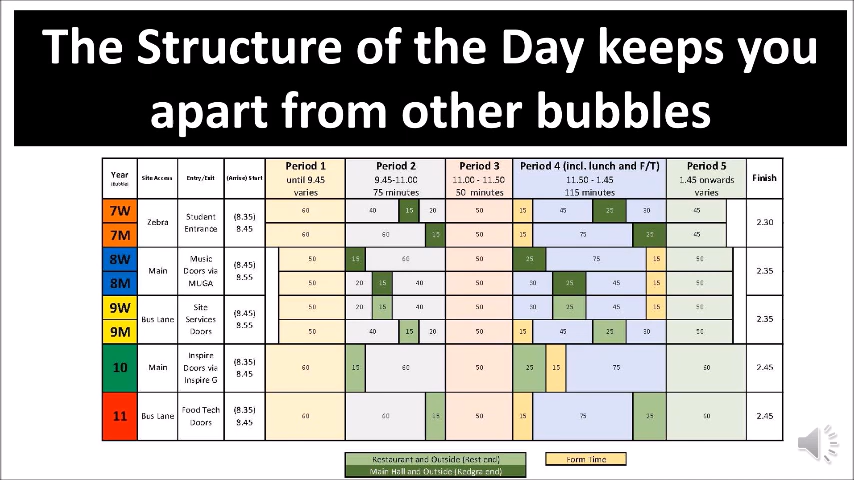 The Structure of the Day keeps you
apart from other bubbles
Year (Bubble) Site Access Entry/Exit (Arrive) Start Period 1 until 9.45 varies Period 2 9.45-11.00 75 minutes Period 3 11.00 - 11.50 50 minutes Period 4 (incl. lunch and F/T) 11.50 - 1.45 115 minutes Period 5 1.45 onwards varies Finish
7W Zebra Student Entrance (8.35) 8.45 60 40 15 20 50 15 45 25 30 45 2.30
7M 60 60 15 50 15 75 25 45
8W Main Music Doors via MUGA (8.45) 8.55 50 15 60 50 25 75 15 50 2.35
8M 50 20 15 40 50 30 25 45 15 50
9W Bus Lane Site Services Doors (8.45) 8.55 50 20 15 40 50 30 25 45 15 50 2.35
9M 50 40 15 20 50 15 45 25 30 50
10 Main Inspire Doors via Inspire G (8.35) 8.45 60 15 60 50 25 15 75 60 2.45
11 Bus Lane Food Tech Doors (8.35) 8.45 60 60 15 50 15 75 25 60 2.45
Restaurant and Outside (Rest end) Form Time
Main Hall and Outside (Redgra end)